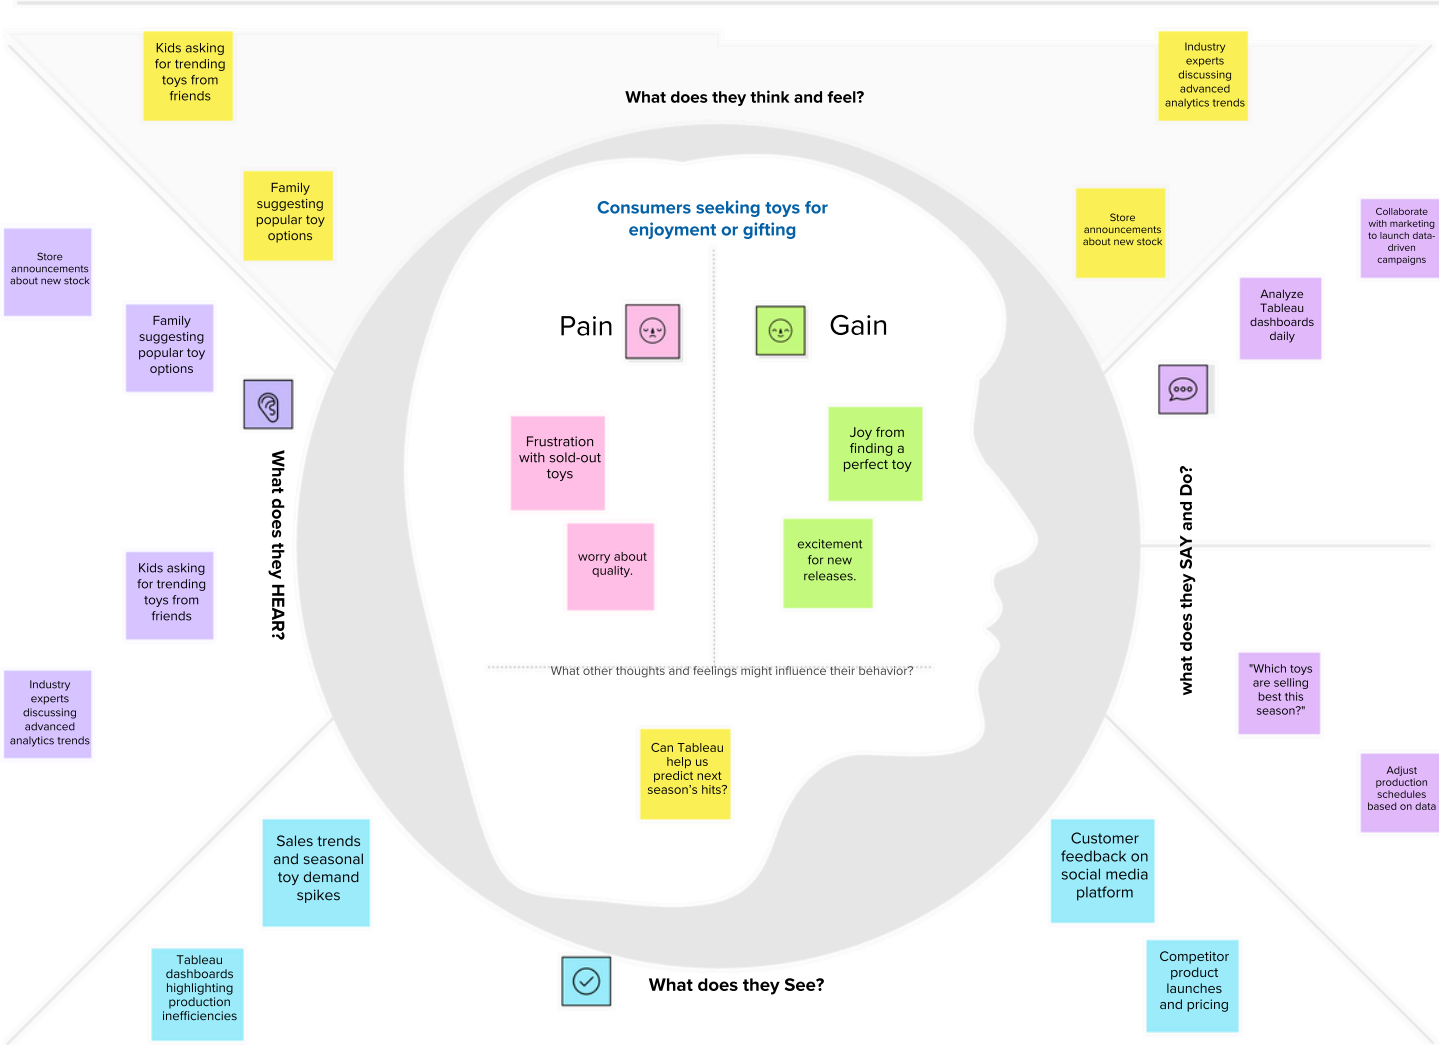 Kids asking
for trending
toys from
friends
Industry
experts
discussing
advanced
analytics trends
What does they think and feel?
Family
suggesting
popular toy
options
Store
announcements
about new stock
Consumers seeking toys for
enjoyment or gifting
Store
announcements
about new stock
Family
suggesting
popular toy
options
Collaborate
with marketing
to launch data-
driven
campaigns
Analyze
Tableau
dashboards
daily
Pain
Gain
What does they HEAR?
what does they SAY and Do?
Frustration
with sold-out
toys
Joy from
finding a
perfect toy
worry about
quality.
excitement
for new
releases.
Kids asking
for trending
toys from
friends
Industry
experts
discussing
advanced
analytics trends
What other thoughts and feelings might influence their behavior?
"Which toys
are selling
best this
season?"
Can Tableau
help us
predict next
season's hits?
Adjust
production
schedules
based on data
Sales trends
and seasonal
toy demand
spikes
Customer
feedback on
social media
platform
Tableau
dashboards
highlighting
production
inefficiencies
What does they See?
Competitor
product
launches
and pricing